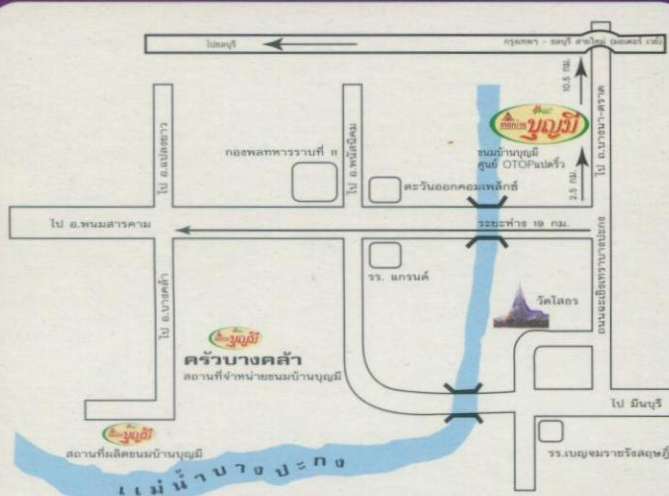 ไปชลบุรี
กรุงเทพฯ - ชลบุรี สายใหม่ (มอเตอร์ เวย์)
10.5 กม.
ไป ถ.บางนา-ตราด
ไป อ.แปลงยาว
ไป อ.พนัสนิคม
กองพลทหารราบที่ 11
บุญมี
ขนมบ้านบุญมี
ศูนย์ OTOPแปดริ้ว
2.5 กม.
ตะวันออกคอมเพล็กซ์
ไป อ.พนมสารคาม
ระยะห่าง 19 กม.
ถนนฉะเชิงเทราบางปะกง
รร. แกรนด์
ไป อ.บางคล้า
วัดโสธร
บุญมี
ครัวบางคล้า
สถานที่จำหน่ายขนมบ้านบุญมี
ไป มีนบุรี
บุญมี
สถานที่ผลิตขนมบ้านบุญมี
รร.เบญจมราชรังสฤษฎิ์
แม่น้ำบางปะกง